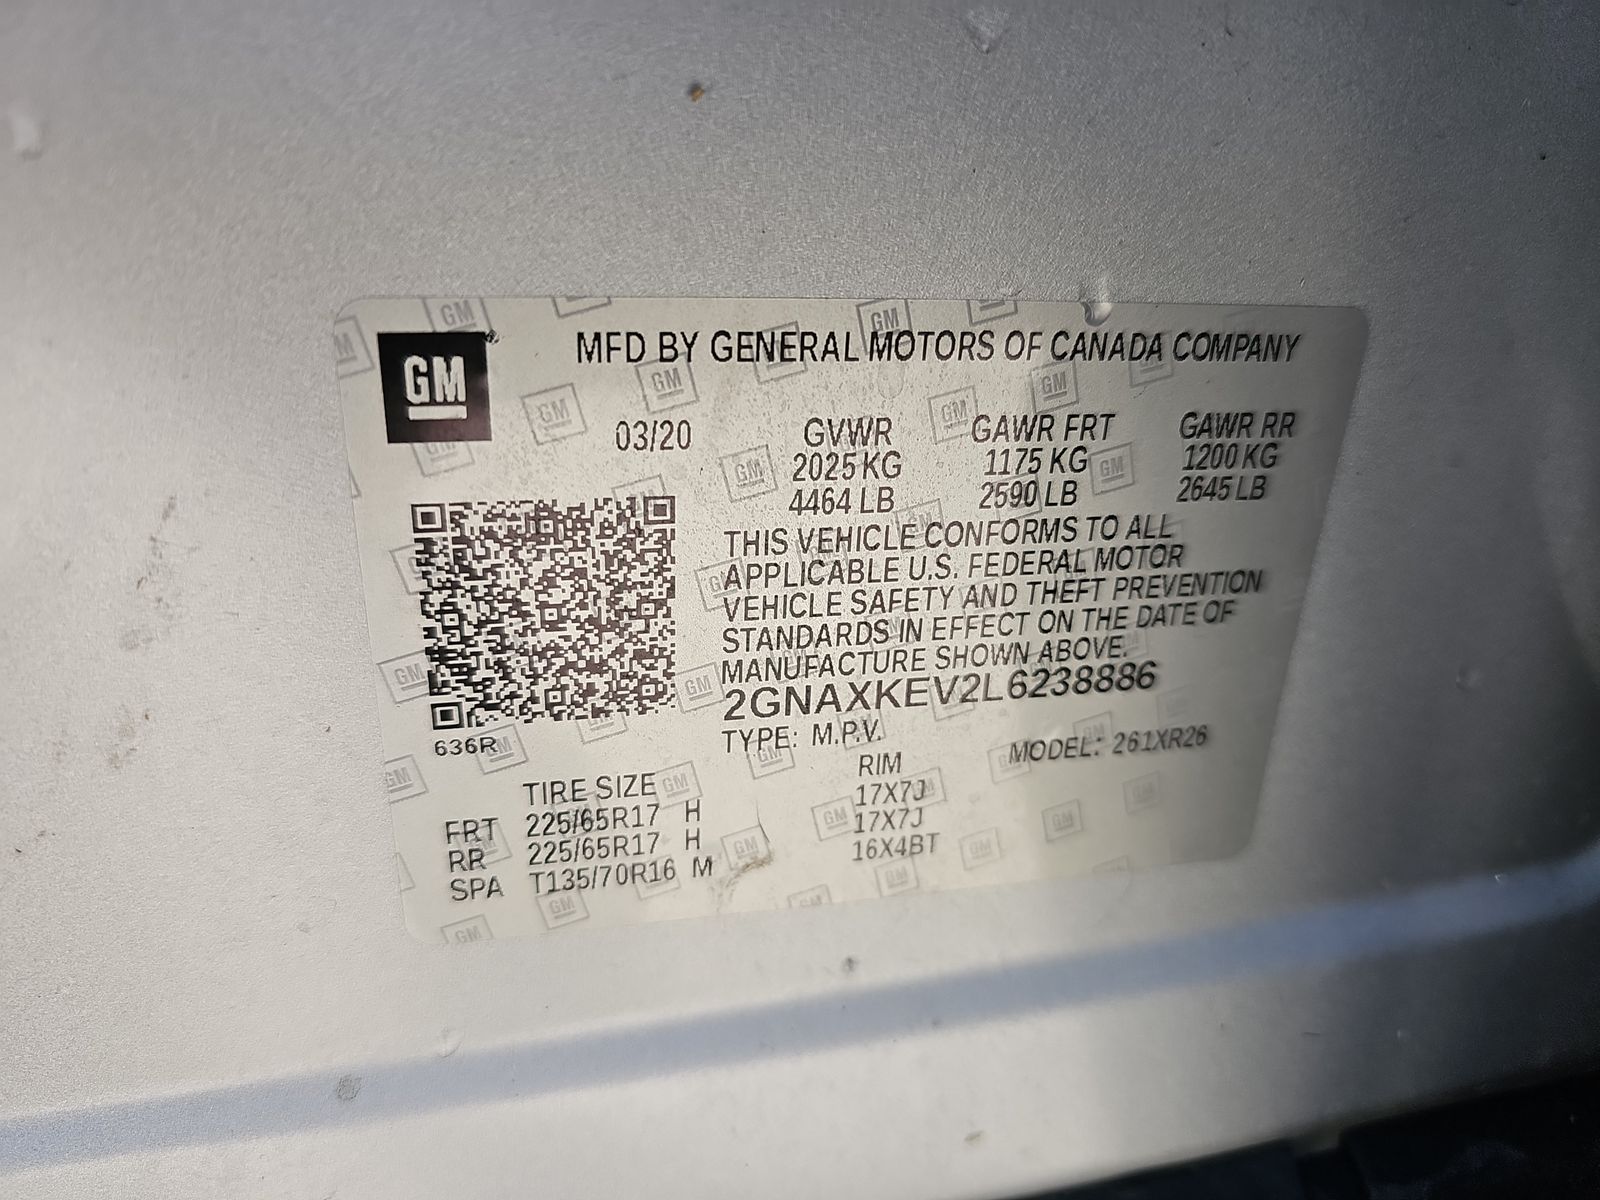 GM
MFD BY GENERAL MOTORS OF CANADA COMPANY
03/20 GVWR GAWR FRT GAWR RR
2025 KG 1175 KG 1200 KG
4464 LB 2590 LB 2645 LB
THIS VEHICLE CONFORMS TO ALL
APPLICABLE U.S. FEDERAL MOTOR
VEHICLE SAFETY AND THEFT PREVENTION
STANDARDS IN EFFECT ON THE DATE OF
MANUFACTURE SHOWN ABOVE.
2GNAXKEV2L6238886
636R
TYPE: M.P.V. MODEL: 261XR26
TIRE SIZE RIM
FRT 225/65R17 H 17X7J
RR 225/65R17 H 17X7J
SPA T135/70R16 M 16X4BT